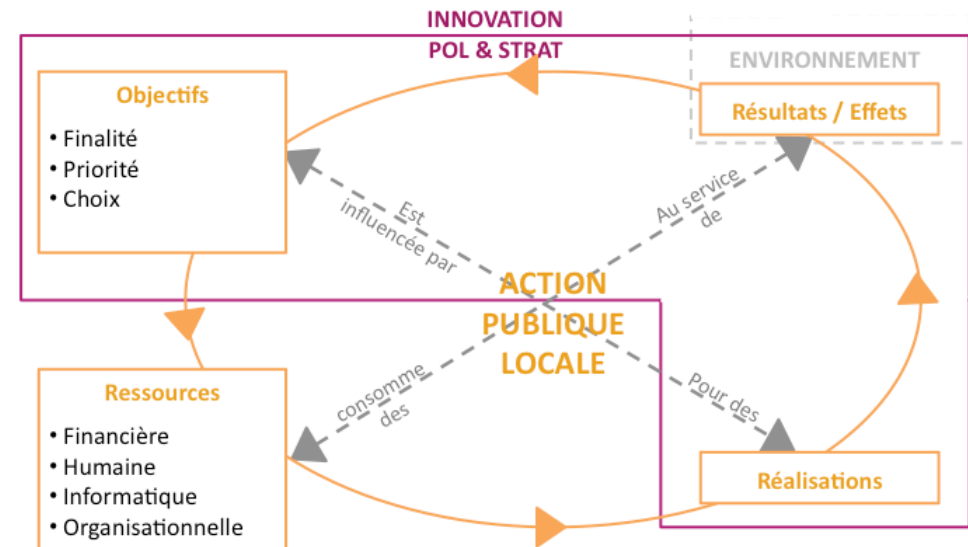 INNOVATION
POL & STRAT
ENVIRONNEMENT
Objectifs
• Finalité
• Priorité
• Choix
Résultats / Effets
Est
influencée par
Au service
de
ACTION
PUBLIQUE
LOCALE
consomme
des
Pour des
Ressources
• Financière
• Humaine
• Informatique
• Organisationnelle
Réalisations